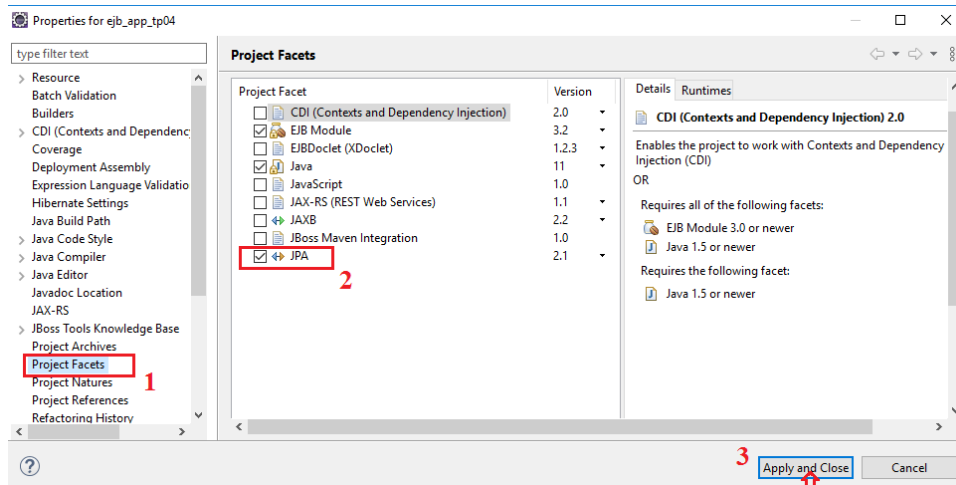 Properties for ejb_app_tp04
type filter text
Resource
Batch Validation
Builders
CDI (Contexts and Dependenc
Coverage
Deployment Assembly
Expression Language Validatio
Hibernate Settings
Java Build Path
Java Code Style
Java Compiler
Java Editor
Javadoc Location
JAX-RS
JBoss Tools Knowledge Base
Project Archives
Project Facets
1
Project Natures
Project References
Refactoring History
Project Facets
Project Facet Version
CDI (Contexts and Dependency Injection) 2.0
EJB Module 3.2
EJBDoclet (XDoclet) 1.2.3
Java 11
JavaScript 1.0
JAX-RS (REST Web Services) 1.1
JAXB 2.2
JBoss Maven Integration 1.0
JPA 2.1
2
Details Runtimes
CDI (Contexts and Dependency Injection) 2.0
Enables the project to work with Contexts and Dependency
Injection (CDI)
OR
Requires all of the following facets:
EJB Module 3.0 or newer
Java 1.5 or newer
Requires the following facet:
Java 1.5 or newer
?
3
Apply and Close Cancel